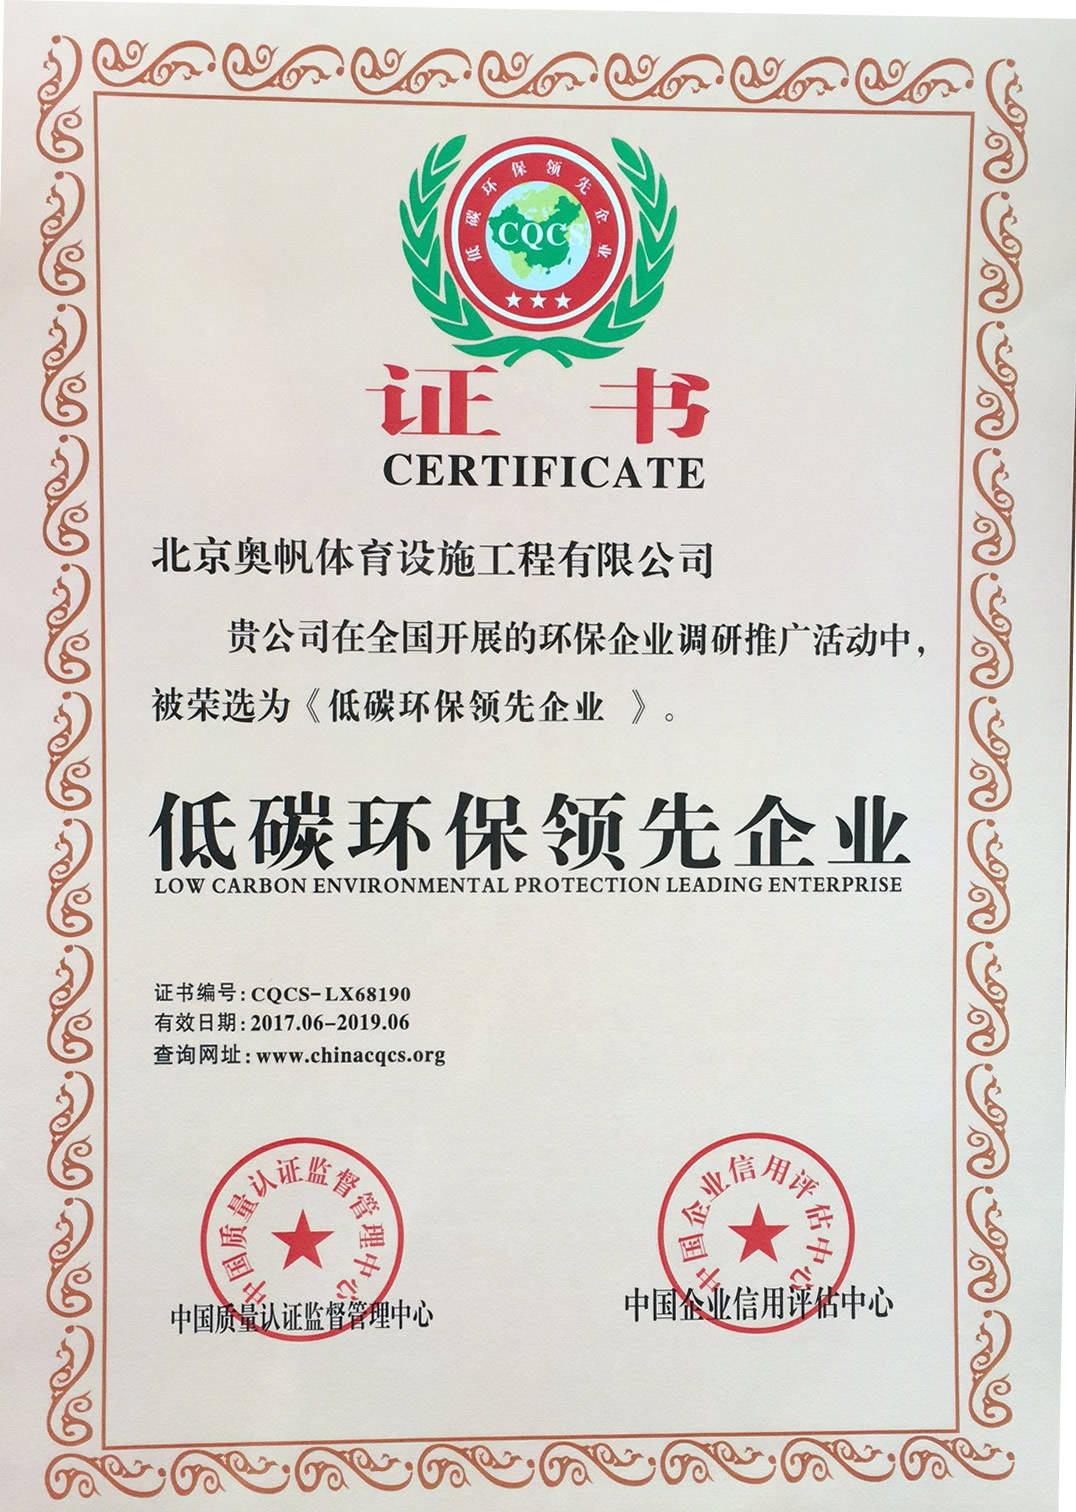 低碳环保领先企业
CQCS
证 书
CERTIFICATE
北京奥帆体育设施工程有限公司
贵公司在全国开展的环保企业调研推广活动中，
被荣选为《低碳环保领先企业 》。
低碳环保领先企业
LOW CARBON ENVIRONMENTAL PROTECTION LEADING ENTERPRISE
证书编号：CQCS-LX68190
有效日期：2017.06-2019.06
查询网址：www.chinacqcs.org
中国质量认证监督管理中心
中国企业信用评估中心
中国质量认证监督管理中心
中国企业信用评估中心